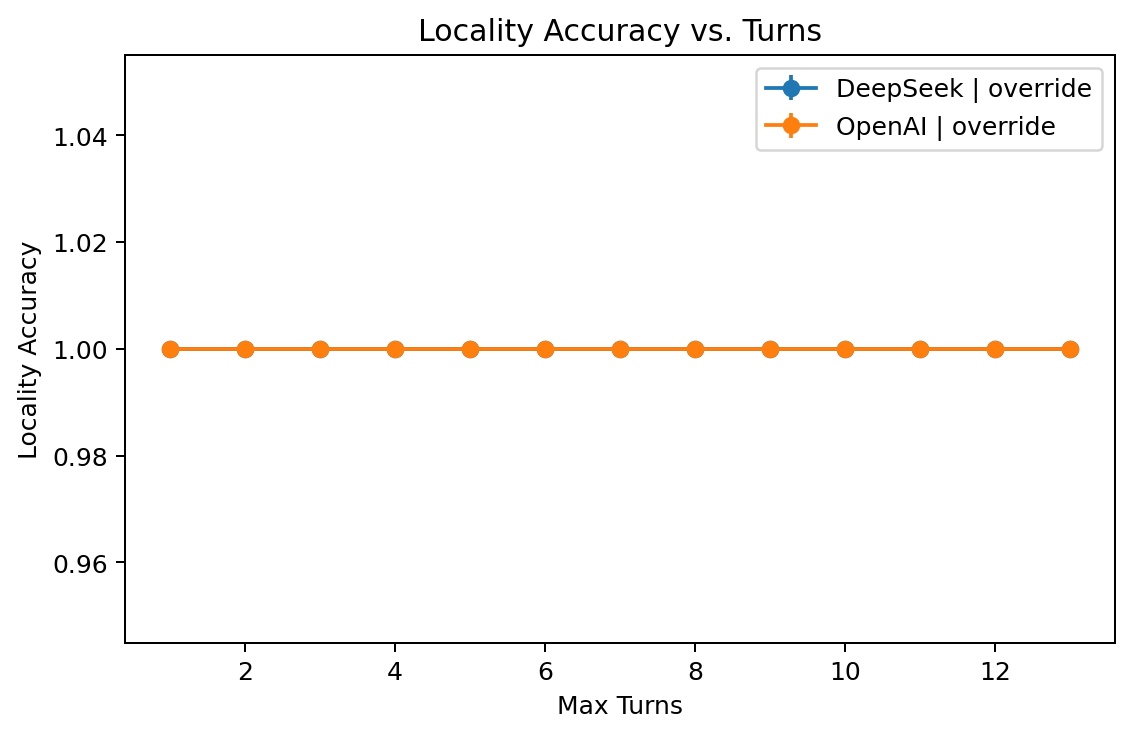 Locality Accuracy vs. Turns
DeepSeek | override
OpenAI | override
Locality Accuracy
1.04
1.02
1.00
0.98
0.96
2 4 6 8 10 12
Max Turns